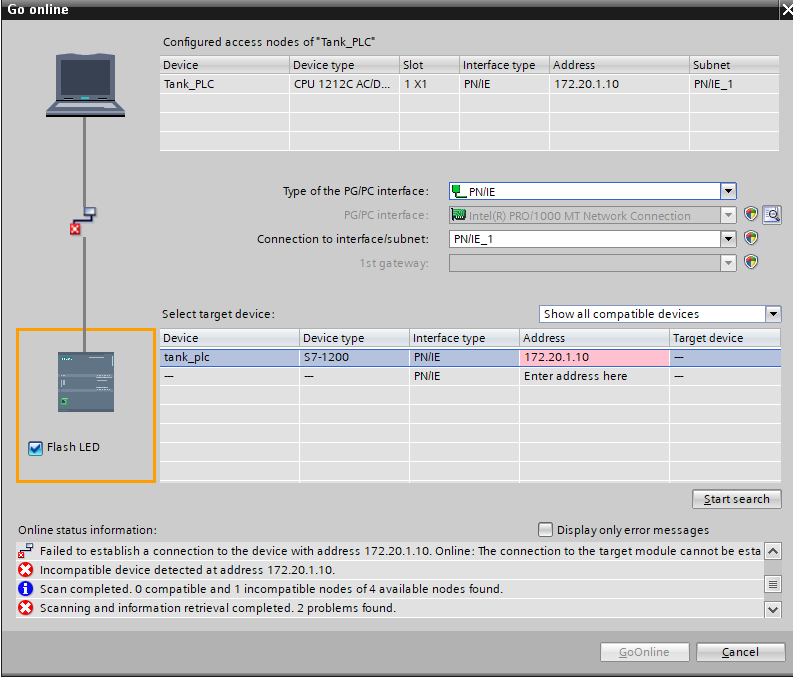 Go online
Configured access nodes of "Tank_PLC"
Device Device type Slot Interface type Address Subnet
Tank_PLC CPU 1212C AC/D... 1 X1 PN/IE 172.20.1.10 PN/IE_1
Type of the PG/PC interface: PN/IE
PG/PC interface: Intel(R) PRO/1000 MT Network Connection
Connection to interface/subnet: PN/IE_1
1st gateway:
Select target device: Show all compatible devices
Device Device type Interface type Address Target device
tank_plc S7-1200 PN/IE 172.20.1.10 —
— — PN/IE Enter address here —
Flash LED
Start search
Online status information: Display only error messages
Failed to establish a connection to the device with address 172.20.1.10. Online: The connection to the target module cannot be esta
Incompatible device detected at address 172.20.1.10.
Scan completed. 0 compatible and 1 incompatible nodes of 4 available nodes found.
Scanning and information retrieval completed. 2 problems found.
GoOnline Cancel